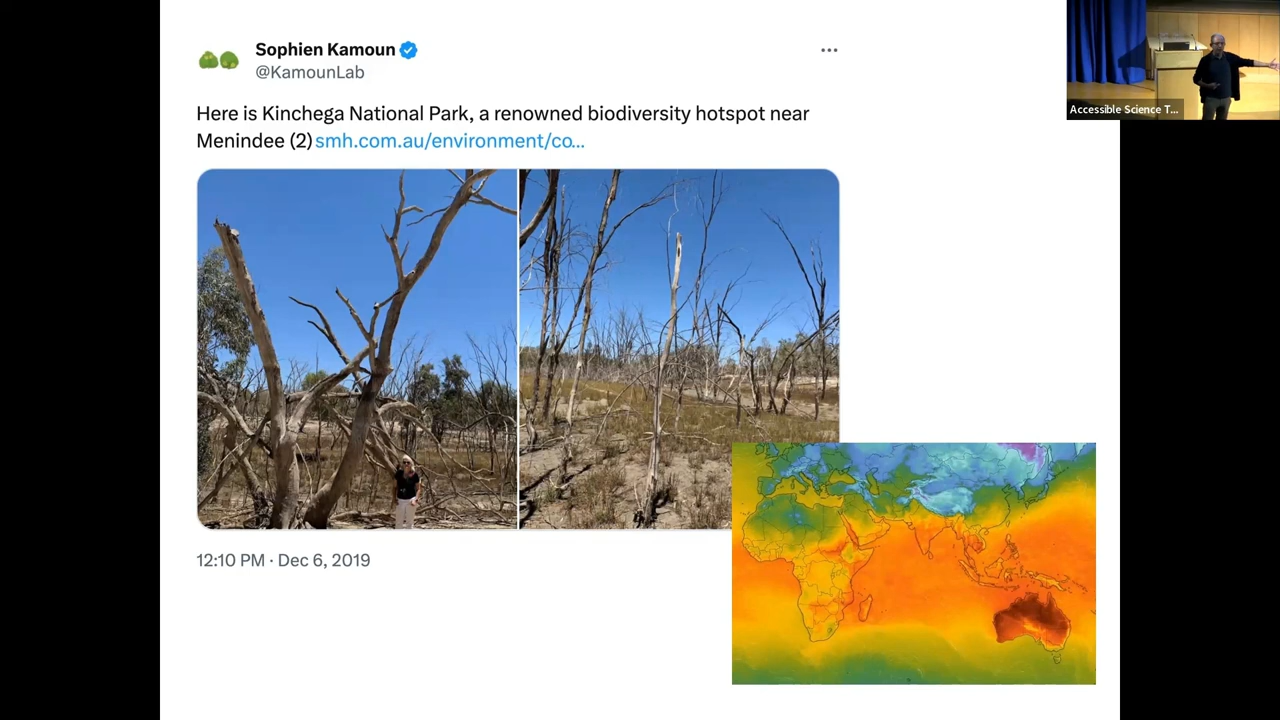 Sophien Kamoun
@KamounLab
Here is Kinchega National Park, a renowned biodiversity hotspot near
Menindee (2) smh.com.au/environment/co...
12:10 PM · Dec 6, 2019
Accessible Science T...